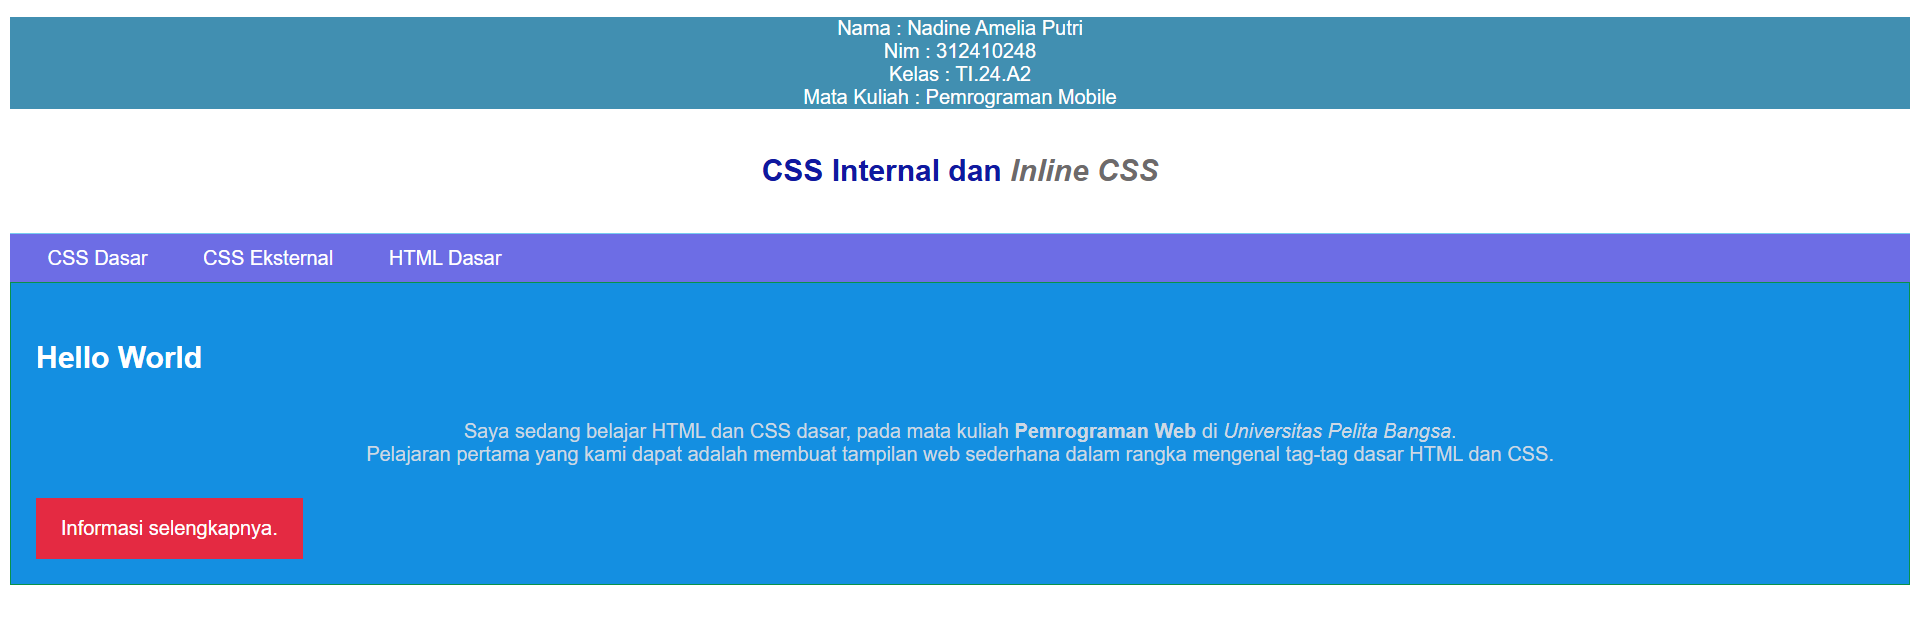 Nama : Nadine Amelia Putri
Nim : 312410248
Kelas : TI.24.A2
Mata Kuliah : Pemrograman Mobile
CSS Internal dan Inline CSS
CSS Dasar CSS Eksternal HTML Dasar
Hello World
Saya sedang belajar HTML dan CSS dasar, pada mata kuliah Pemrograman Web di Universitas Pelita Bangsa.
Pelajaran pertama yang kami dapat adalah membuat tampilan web sederhana dalam rangka mengenal tag-tag dasar HTML dan CSS.
Informasi selengkapnya.